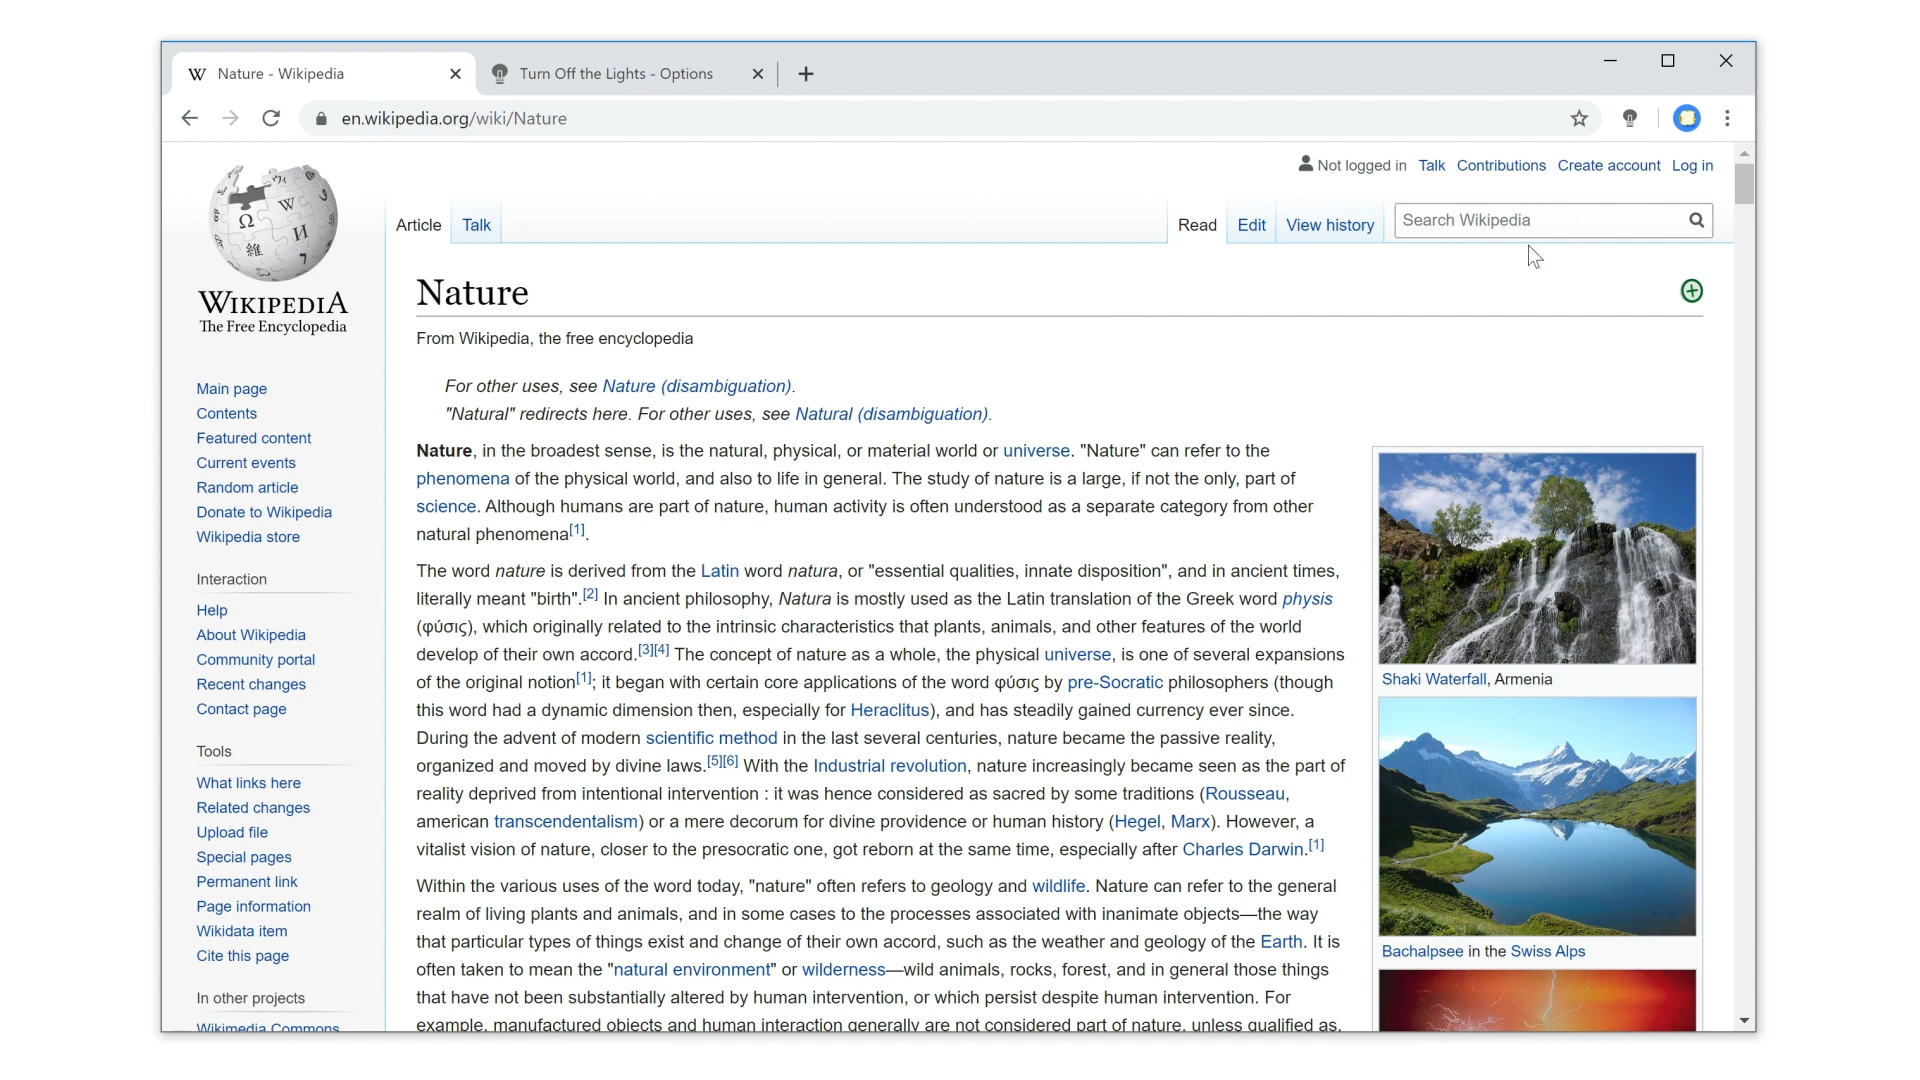 Nature - Wikipedia
Turn Off the Lights - Options
en.wikipedia.org/wiki/Nature
Not logged in Talk Contributions Create account Log in
Article Talk
Read Edit View history
Search Wikipedia
WIKIPEDIA
The Free Encyclopedia
Main page
Contents
Featured content
Current events
Random article
Donate to Wikipedia
Wikipedia store
Interaction
Help
About Wikipedia
Community portal
Recent changes
Contact page
Tools
What links here
Related changes
Upload file
Special pages
Permanent link
Page information
Wikidata item
Cite this page
In other projects
Wikimedia Commons
Nature
From Wikipedia, the free encyclopedia
For other uses, see Nature (disambiguation).
"Natural" redirects here. For other uses, see Natural (disambiguation).
Nature, in the broadest sense, is the natural, physical, or material world or universe. "Nature" can refer to the
phenomena of the physical world, and also to life in general. The study of nature is a large, if not the only, part of
science. Although humans are part of nature, human activity is often understood as a separate category from other
natural phenomena[1].
The word nature is derived from the Latin word natura, or "essential qualities, innate disposition", and in ancient times,
literally meant "birth".[2] In ancient philosophy, Natura is mostly used as the Latin translation of the Greek word physis
(φύσις), which originally related to the intrinsic characteristics that plants, animals, and other features of the world
develop of their own accord.[3][4] The concept of nature as a whole, the physical universe, is one of several expansions
of the original notion[1]; it began with certain core applications of the word φύσις by pre-Socratic philosophers (though
this word had a dynamic dimension then, especially for Heraclitus), and has steadily gained currency ever since.
During the advent of modern scientific method in the last several centuries, nature became the passive reality,
organized and moved by divine laws.[5][6] With the Industrial revolution, nature increasingly became seen as the part of
reality deprived from intentional intervention : it was hence considered as sacred by some traditions (Rousseau,
american transcendentalism) or a mere decorum for divine providence or human history (Hegel, Marx). However, a
vitalist vision of nature, closer to the presocratic one, got reborn at the same time, especially after Charles Darwin.[1]
Within the various uses of the word today, "nature" often refers to geology and wildlife. Nature can refer to the general
realm of living plants and animals, and in some cases to the processes associated with inanimate objects—the way
that particular types of things exist and change of their own accord, such as the weather and geology of the Earth. It is
often taken to mean the "natural environment" or wilderness—wild animals, rocks, forest, and in general those things
that have not been substantially altered by human intervention, or which persist despite human intervention. For
example, manufactured objects and human interaction generally are not considered part of nature, unless qualified as,
Shaki Waterfall, Armenia
Bachalpsee in the Swiss Alps